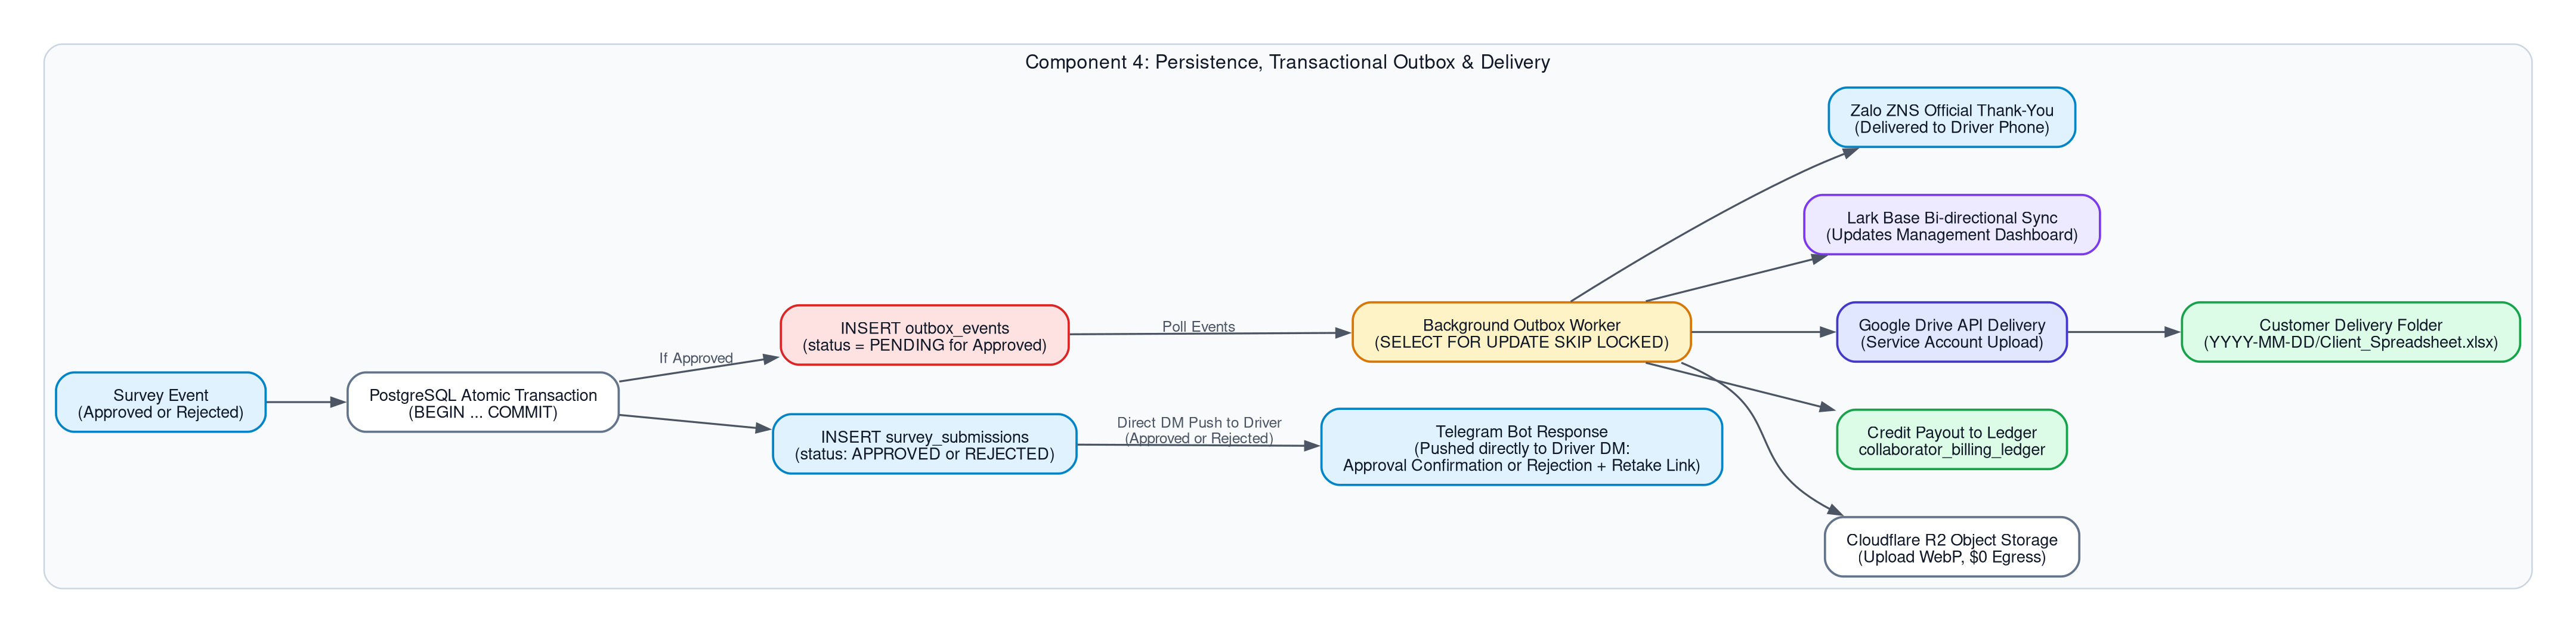 Component 4: Persistence, Transactional Outbox & Delivery
Survey Event
(Approved or Rejected)
PostgreSQL Atomic Transaction
(BEGIN ... COMMIT)
If Approved
INSERT outbox_events
(status = PENDING for Approved)
INSERT survey_submissions
(status: APPROVED or REJECTED)
Poll Events
Direct DM Push to Driver
(Approved or Rejected)
Background Outbox Worker
(SELECT FOR UPDATE SKIP LOCKED)
Telegram Bot Response
(Pushed directly to Driver DM:
Approval Confirmation or Rejection + Retake Link)
Zalo ZNS Official Thank-You
(Delivered to Driver Phone)
Lark Base Bi-directional Sync
(Updates Management Dashboard)
Google Drive API Delivery
(Service Account Upload)
Credit Payout to Ledger
collaborator_billing_ledger
Cloudflare R2 Object Storage
(Upload WebP, $0 Egress)
Customer Delivery Folder
(YYYY-MM-DD/Client_Spreadsheet.xlsx)